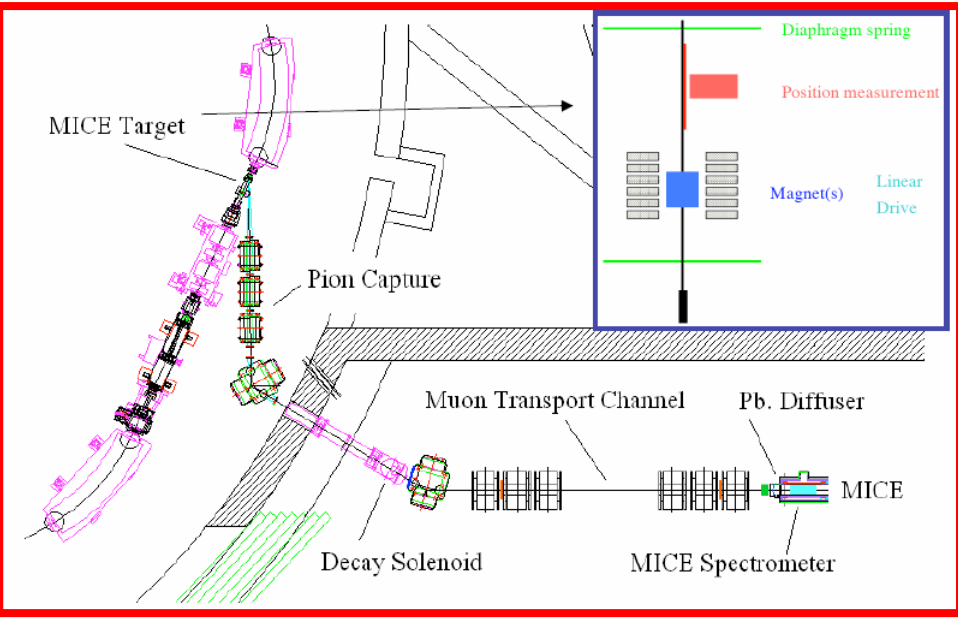 Diaphragm spring
Position measurement
MICE Target
Magnet(s)
Linear
Drive
Pion Capture
Muon Transport Channel
Pb. Diffuser
MICE
Decay Solenoid
MICE Spectrometer